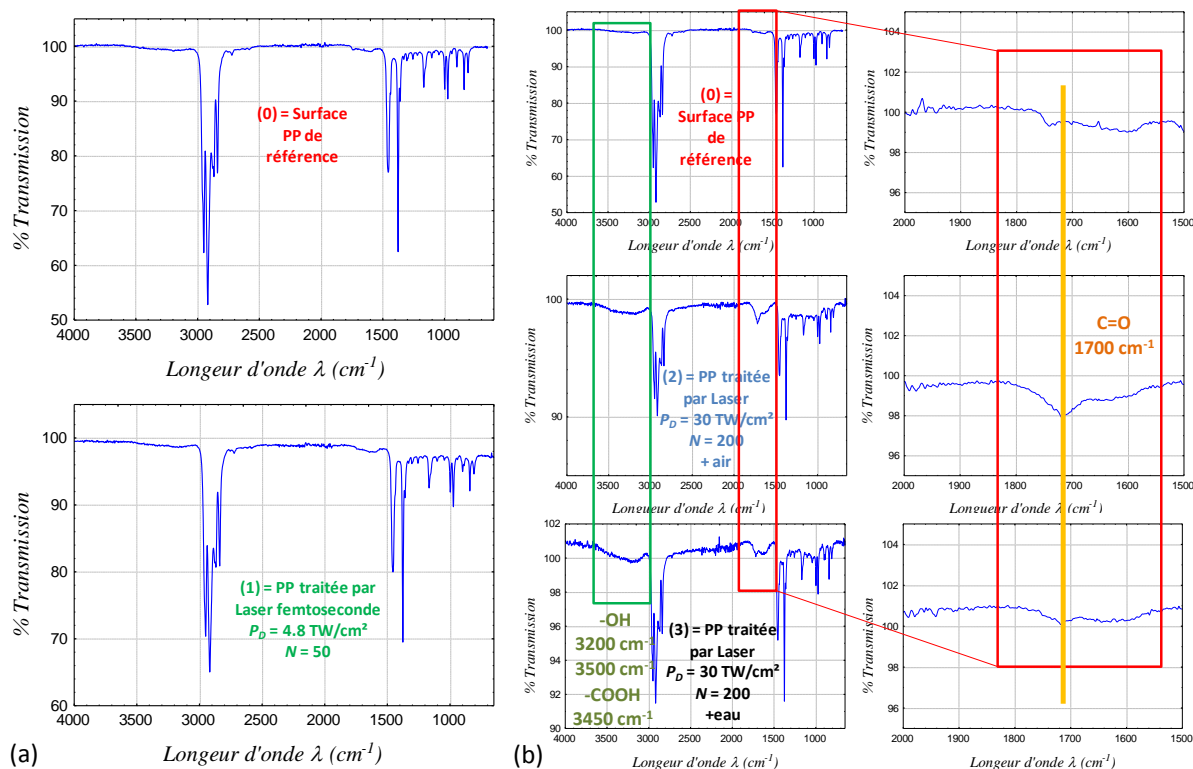 100
90
80
70
60
50
% Transmission
(0) = Surface
PP de
référence
4000 3500 3000 2500 2000 1500 1000
Longeur d'onde λ (cm-1)
100
90
80
70
60
% Transmission
(1) = PP traitée par
Laser femtoseconde
PD = 4.8 TW/cm²
N = 50
4000 3500 3000 2500 2000 1500 1000
Longeur d'onde λ (cm-1)
(a)
100
90
80
70
60
50
% Transmission
(0) =
Surface PP
de
référence
4000 3500 3000 2500 2000 1500 1000
Longeur d'onde λ (cm-1)
104
102
100
98
96
% Transmission
2000 1900 1800 1700 1600 1500
Longeur d'onde λ (cm-1)
100
90
% Transmission
(2) = PP traitée
par Laser
PD = 30 TW/cm²
N = 200
+ air
4000 3500 3000 2500 2000 1500 1000
Longueur d'onde λ (cm-1)
104
102
100
98
96
% Transmission
C=O
1700 cm-1
2000 1900 1800 1700 1600 1500
Longeur d'onde λ (cm-1)
102
100
98
96
94
92
90
% Transmission
-OH
3200 cm-1
3500 cm-1
-COOH
3450 cm-1
(3) = PP traitée
par Laser
PD = 30 TW/cm²
N = 200
+eau
4000 3500 3000 2500 2000 1500 1000
Longeur d'onde λ (cm-1)
104
102
100
98
96
% Transmission
2000 1900 1800 1700 1600 1500
Longeur d'onde λ (cm-1)
(b)